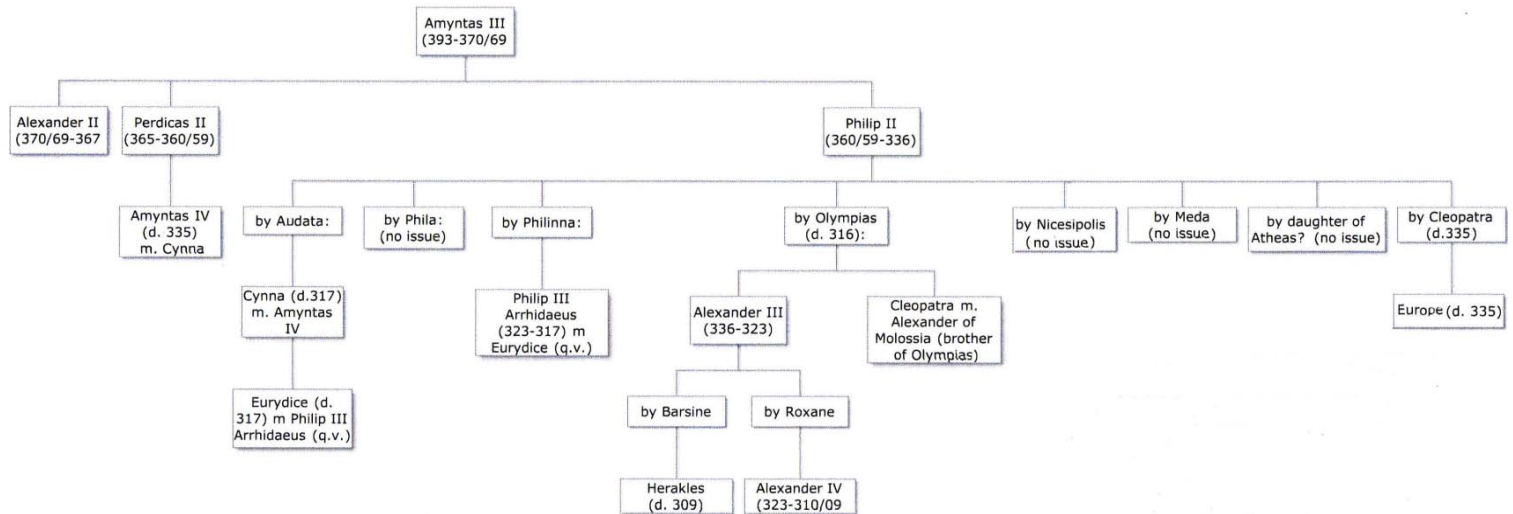 Amyntas III
(393-370/69
Alexander II
(370/69-367
Perdicas II
(365-360/59)
Philip II
(360/59-336)
Amyntas IV
(d. 335)
m. Cynna
by Audata:
by Phila:
(no issue)
by Philinna:
by Olympias
(d. 316):
by Nicesipolis
(no issue)
by Meda
(no issue)
by daughter of
Atheas? (no issue)
by Cleopatra
(d.335)
Cynna (d.317)
m. Amyntas
IV
Philip III
Arrhidaeus
(323-317) m
Eurydice (q.v.)
Alexander III
(336-323)
Cleopatra m.
Alexander of
Molossia (brother
of Olympias)
Europe (d. 335)
Eurydice (d.
317) m Philip III
Arrhidaeus (q.v.)
by Barsine
by Roxane
Herakles
(d. 309)
Alexander IV
(323-310/09